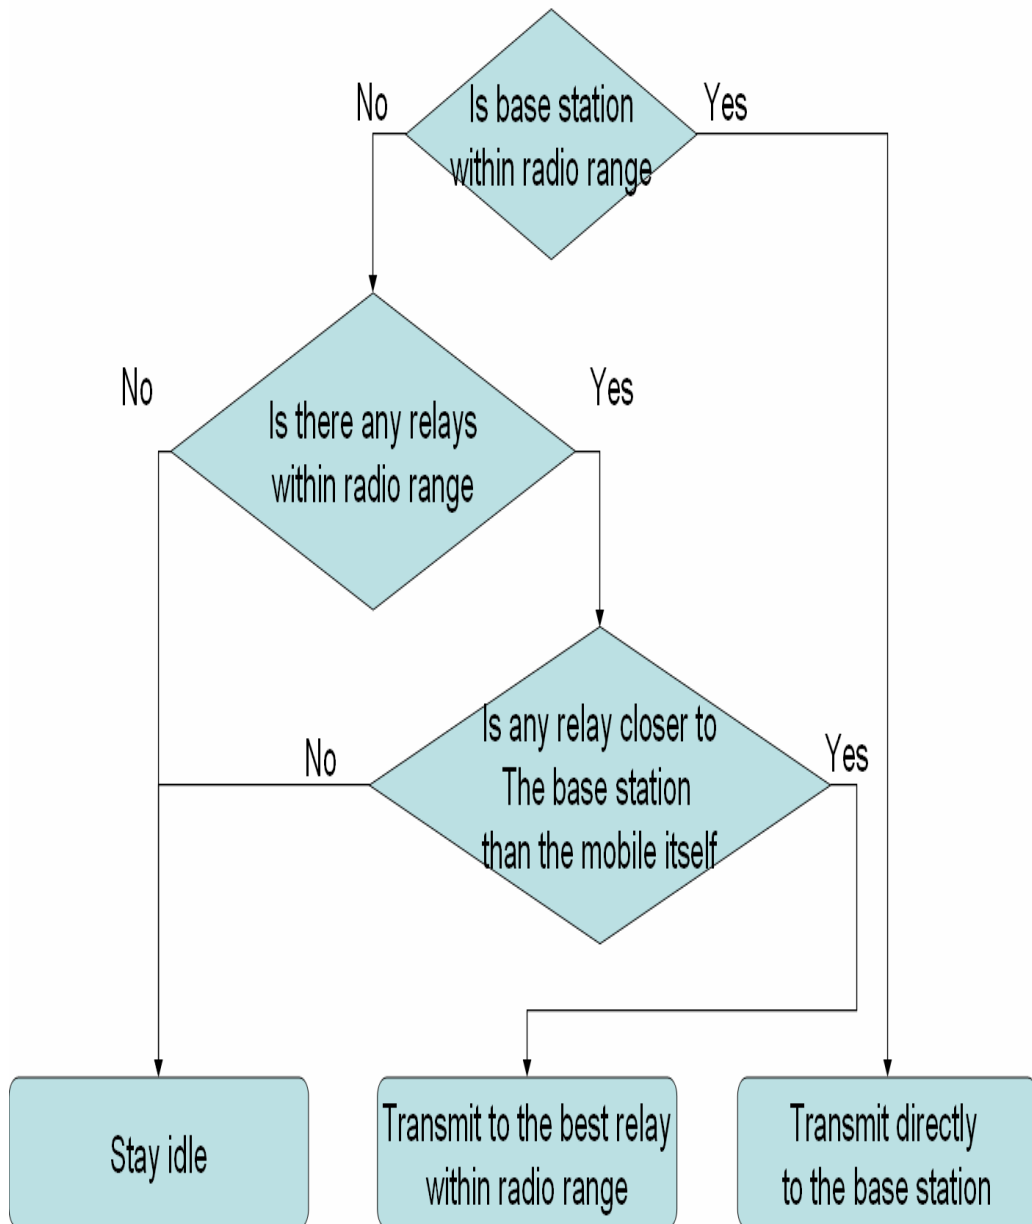 No
Yes
Is base station
within radio range
No
Yes
Is there any relays
within radio range
No
Yes
Is any relay closer to
The base station
than the mobile itself
Stay idle
Transmit to the best relay
within radio range
Transmit directly
to the base station